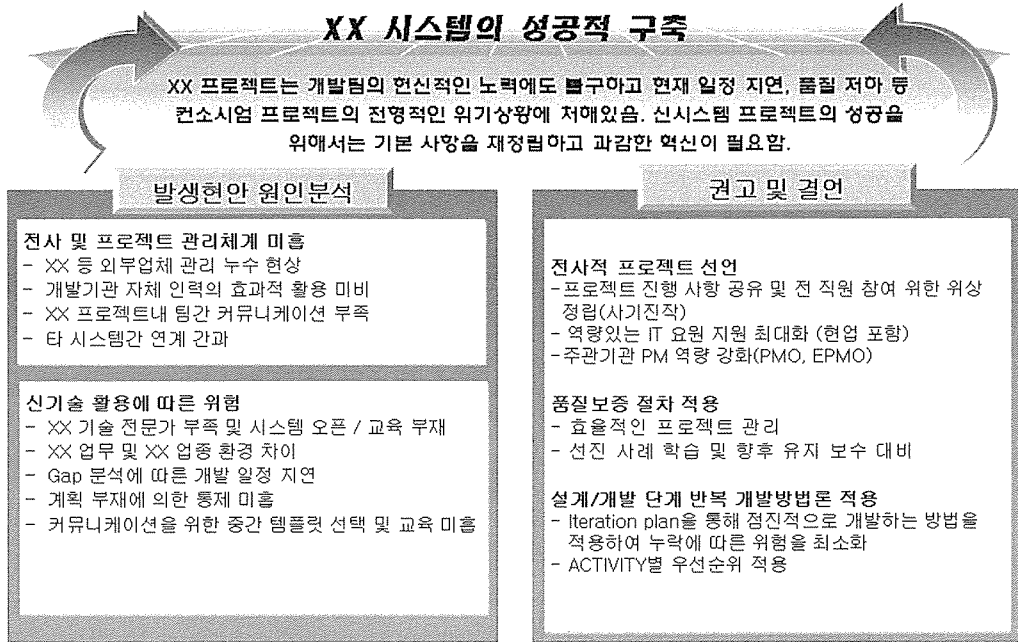 XX 시스템의 성공적 구축
XX 프로젝트는 개발팀의 헌신적인 노력에도 불구하고 현재 일정 지연, 품질 저하 등
컨소시엄 프로젝트의 전형적인 위기상황에 처해있음. 신시스템 프로젝트의 성공을
위해서는 기본 사항을 재정립하고 과감한 혁신이 필요함.
발생현안 원인분석
전사 및 프로젝트 관리체계 미흡
- XX 등 외부업체 관리 누수 현상
- 개발기관 자체 인력의 효과적 활용 미비
- XX 프로젝트내 팀간 커뮤니케이션 부족
- 타 시스템간 연계 간과
신기술 활용에 따른 위험
- XX 기술 전문가 부족 및 시스템 오픈 / 교육 부재
- XX 업무 및 XX 업종 환경 차이
- Gap 분석에 따른 개발 일정 지연
- 계획 부재에 의한 통제 미흡
- 커뮤니케이션을 위한 중간 템플릿 선택 및 교육 미흡
권고 및 결언
전사적 프로젝트 선언
-프로젝트 진행 사항 공유 및 전 직원 참여 위한 위상
정립(사기진작)
- 역량있는 IT 요원 지원 최대화 (현업 포함)
-주관기관 PM 역량 강화(PMO, EPMO)
품질보증 절차 적용
- 효율적인 프로젝트 관리
- 선진 사례 학습 및 향후 유지 보수 대비
설계/개발 단계 반복 개발방법론 적용
- Iteration plan을 통해 점진적으로 개발하는 방법을
적용하여 누락에 따른 위험을 최소화
- ACTIVITY별 우선순위 적용